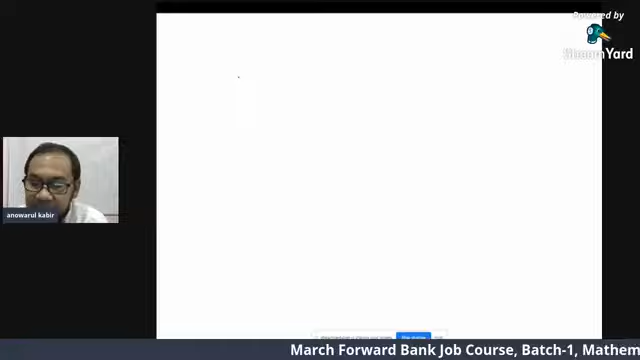 Powered by
StreamYard
anowarul kabir
March Forward Bank Job Course, Batch-1, Mathem